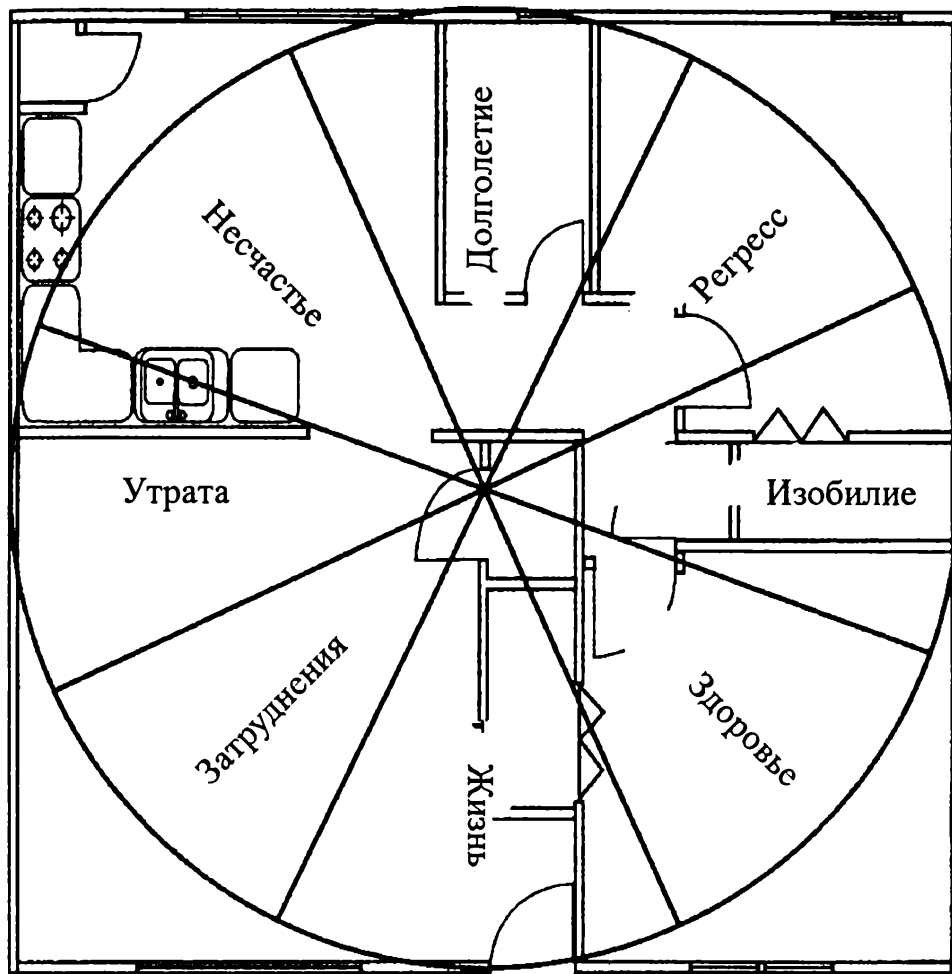 Долголетие
Несчастье
Регресс
Утрата
Изобилие
Затруднения
Здоровье
Жизнь